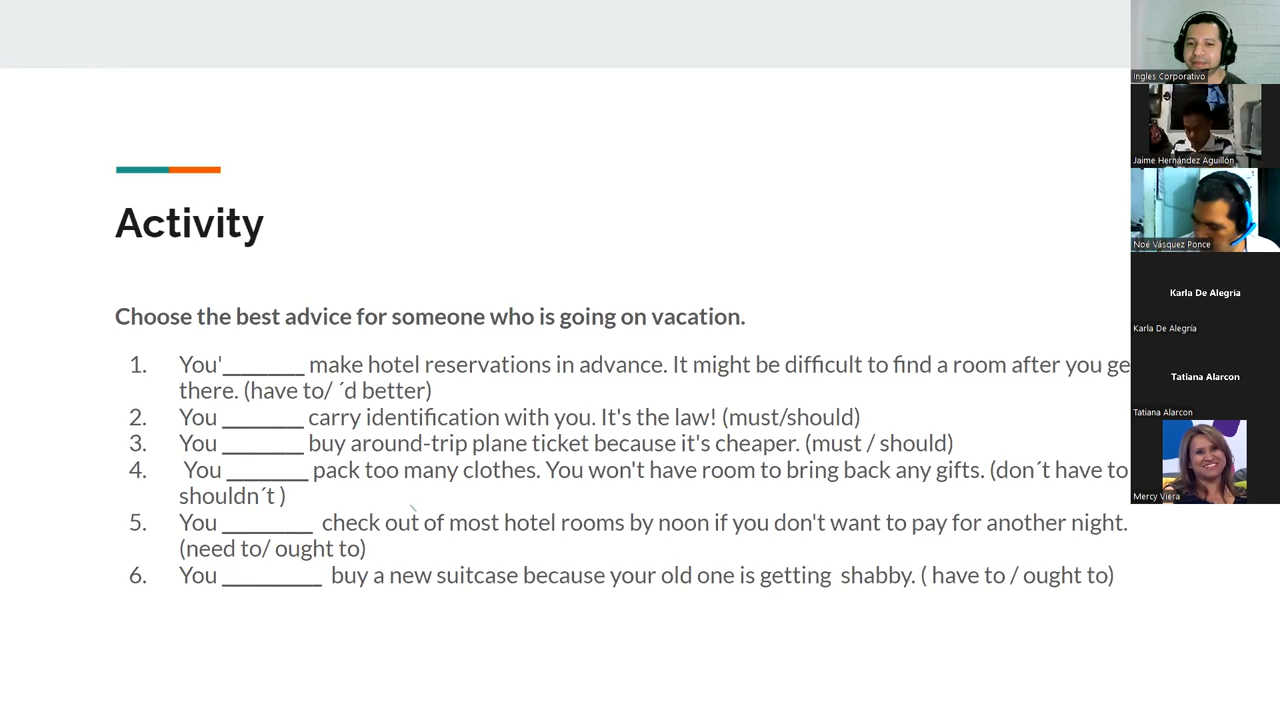 Activity
Choose the best advice for someone who is going on vacation.
1. You'_______ make hotel reservations in advance. It might be difficult to find a room after you ge
there. (have to/ ´d better)
2. You _______ carry identification with you. It's the law! (must/should)
3. You _______ buy around-trip plane ticket because it's cheaper. (must / should)
4. You _______ pack too many clothes. You won't have room to bring back any gifts. (don´t have to
shouldn´t )
5. You ________ check out of most hotel rooms by noon if you don't want to pay for another night.
(need to/ ought to)
6. You _________ buy a new suitcase because your old one is getting shabby. ( have to / ought to)
Ingles Corporativo
Jaime Hernández Aguillón
Noé Vásquez Ponce
Karla De Alegría
Karla De Alegría
Tatiana Alarcon
Tatiana Alarcon
Mercy Viera